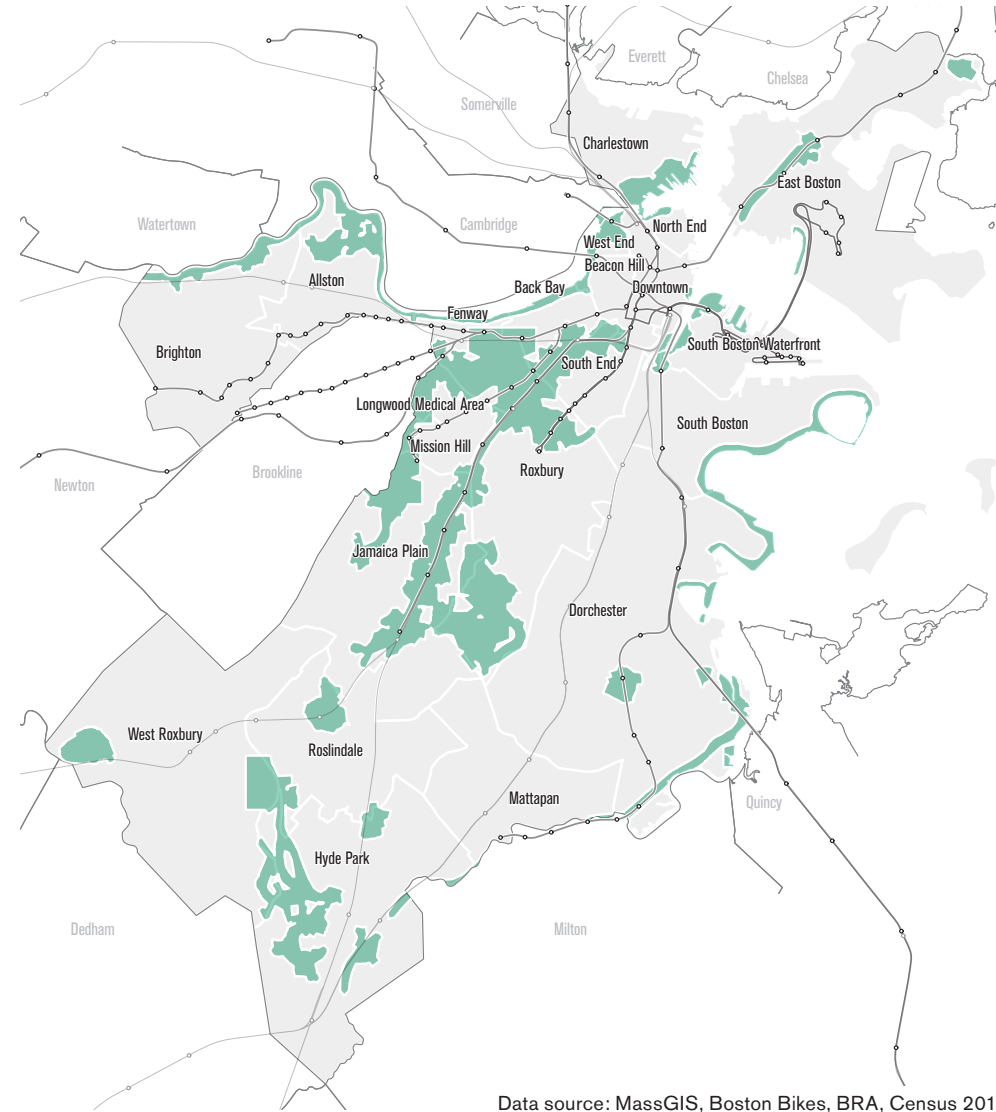 Everett
Chelsea
Somerville
Charlestown
East Boston
Watertown
Cambridge
North End
West End
Beacon Hill
Allston
Back Bay
Downtown
Fenway
Brighton
South Boston Waterfront
South End
Longwood Medical Area
South Boston
Mission Hill
Roxbury
Brookline
Newton
Jamaica Plain
Dorchester
West Roxbury
Roslindale
Mattapan
Quincy
Hyde Park
Dedham
Milton
Data source: MassGIS, Boston Bikes, BRA, Census 201